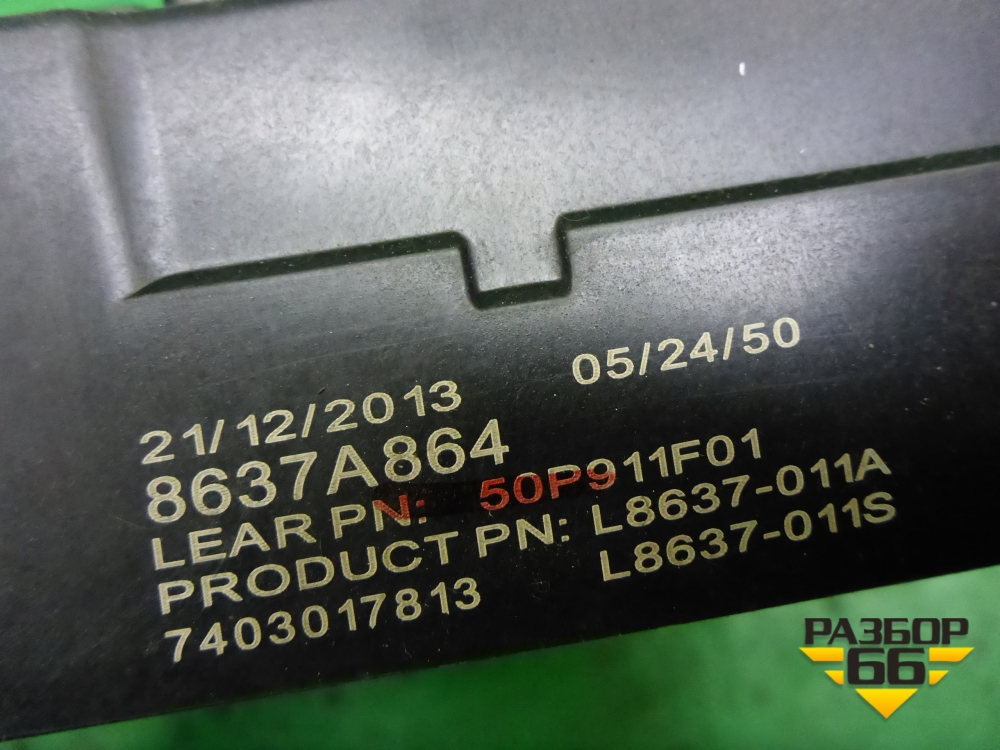 21/12/2013 05/24/50
8637A864
LEAR PN: 50P911F01
PRODUCT PN: L8637-011A
7403017813 L8637-011S
РАЗБОР
66